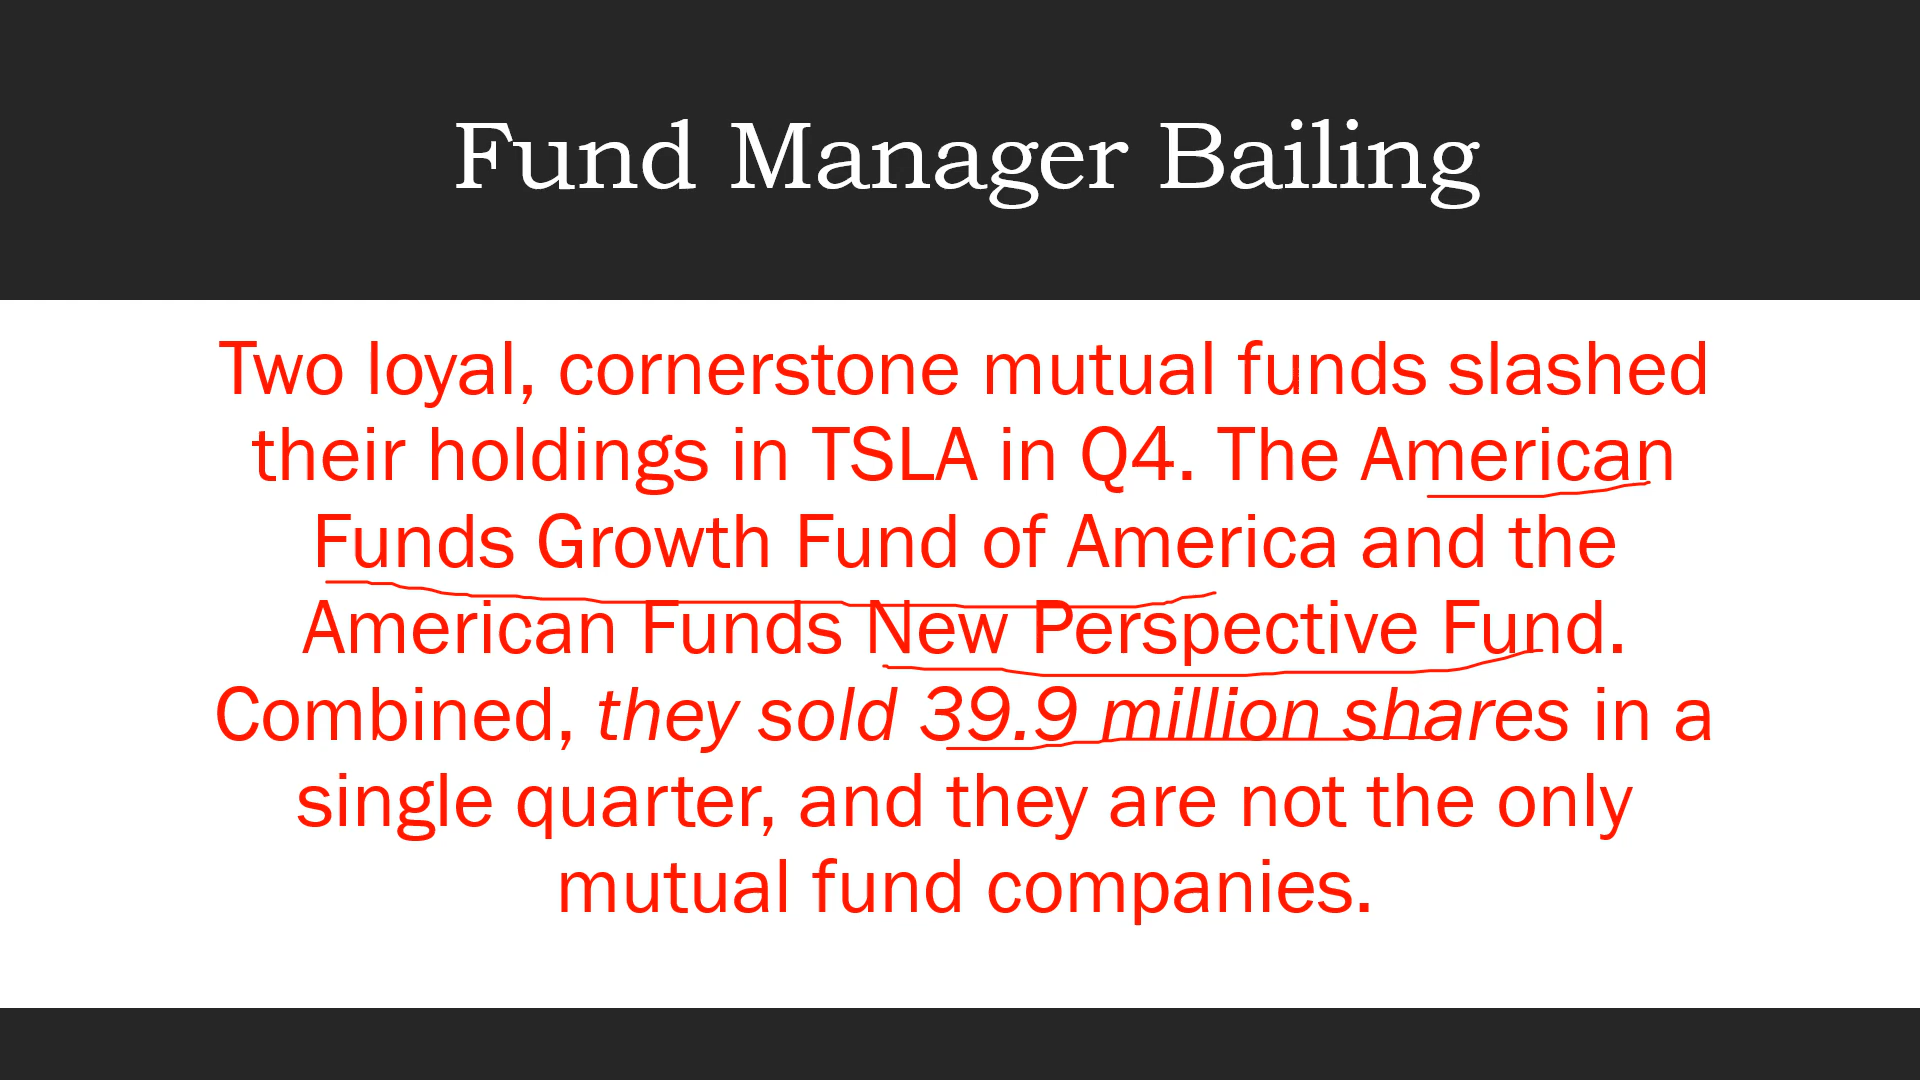 Fund Manager Bailing
Two loyal, cornerstone mutual funds slashed
their holdings in TSLA in Q4. The American
Funds Growth Fund of America and the
American Funds New Perspective Fund.
Combined, they sold 39.9 million shares in a
single quarter, and they are not the only
mutual fund companies.